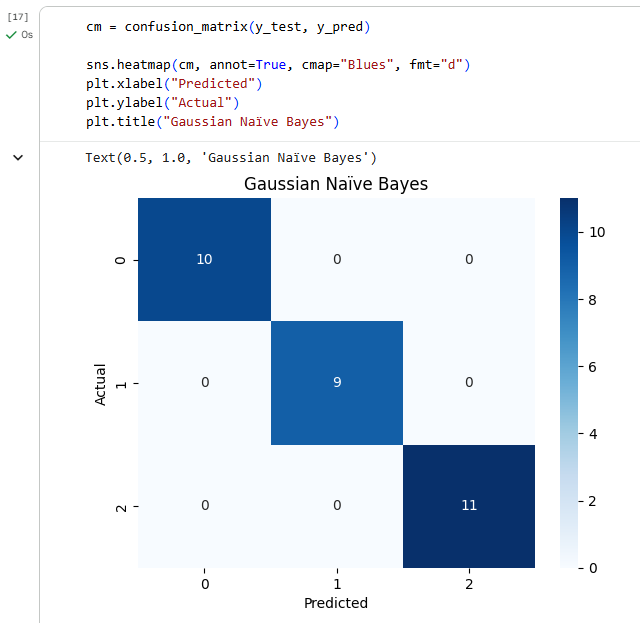 [17]
0s
cm = confusion_matrix(y_test, y_pred)
sns.heatmap(cm, annot=True, cmap="Blues", fmt="d")
plt.xlabel("Predicted")
plt.ylabel("Actual")
plt.title("Gaussian Naïve Bayes")
Text(0.5, 1.0, 'Gaussian Naïve Bayes')
Gaussian Naïve Bayes
0 10 0 0
1 0 9 0
2 0 0 11
Actual
0 1 2
Predicted
10
8
6
4
2
0